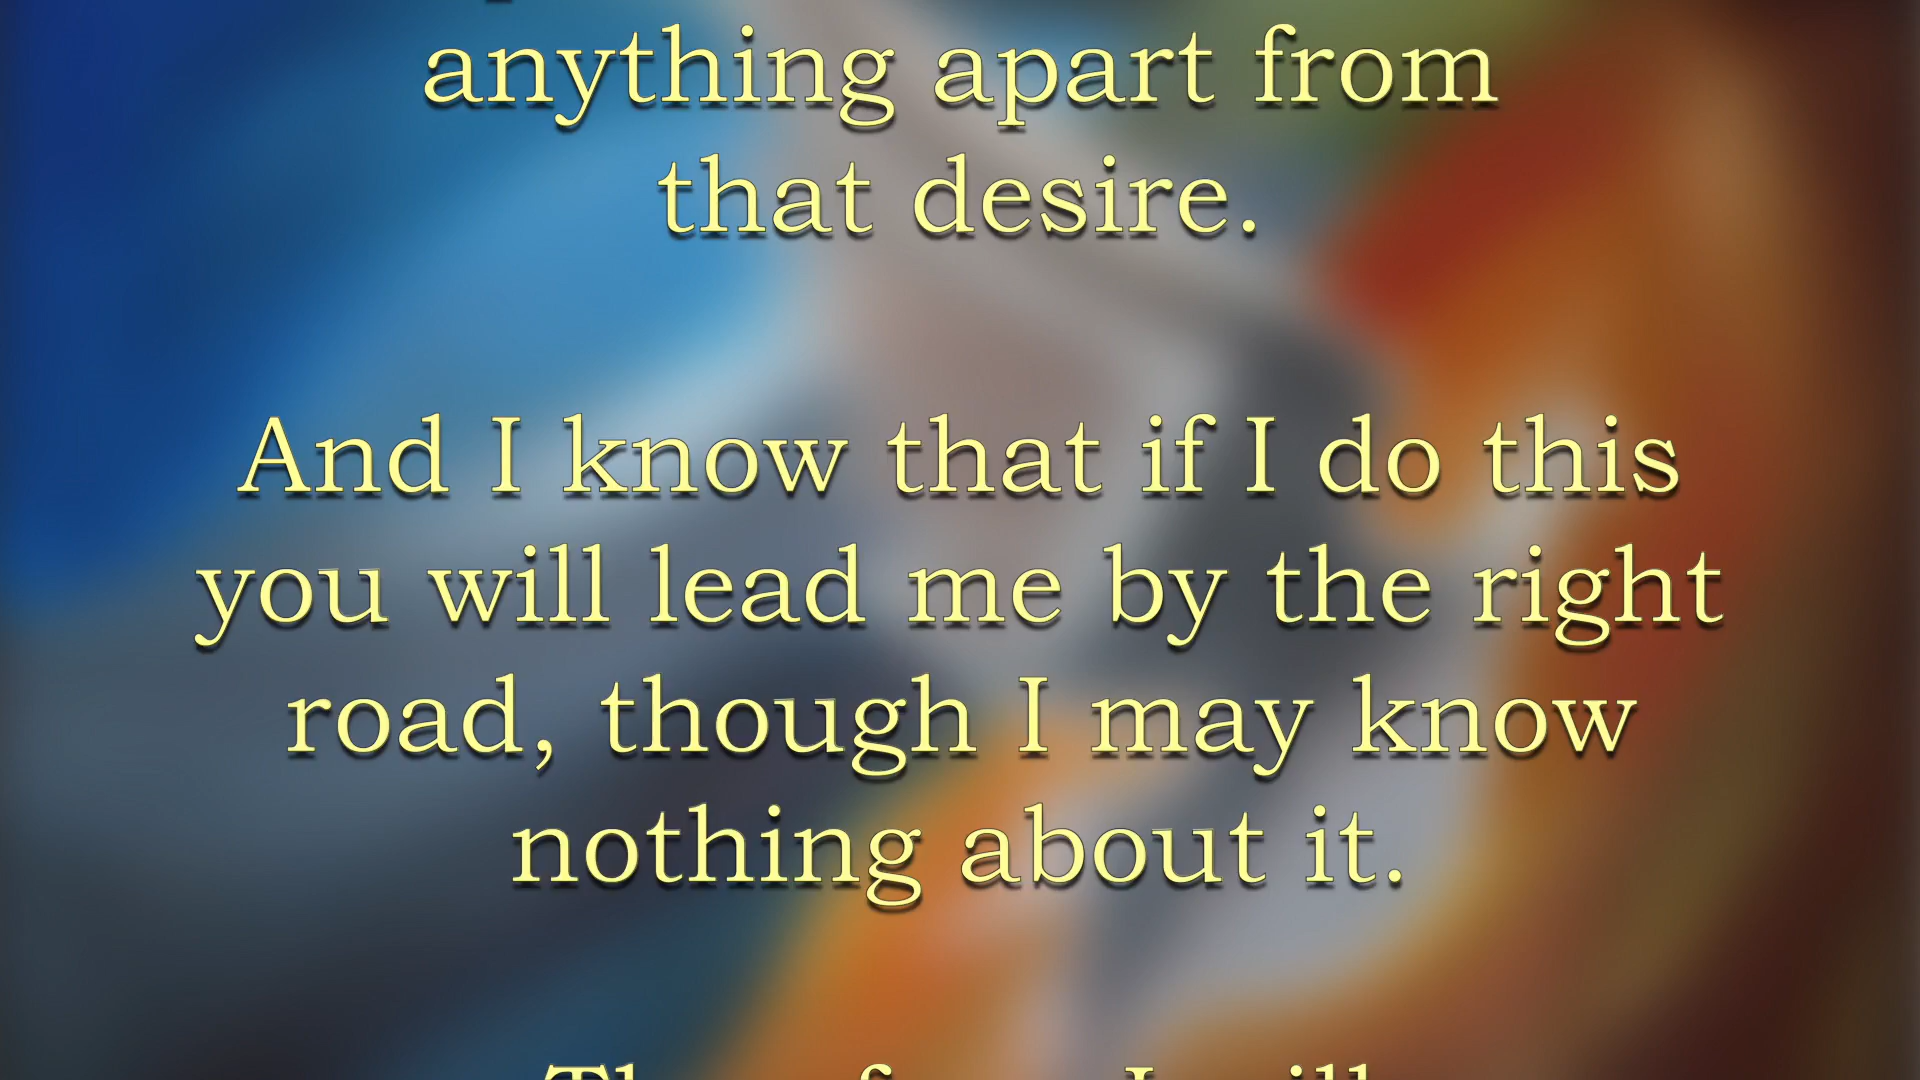 anything apart from
that desire.
And I know that if I do this
you will lead me by the right
road, though I may know
nothing about it.